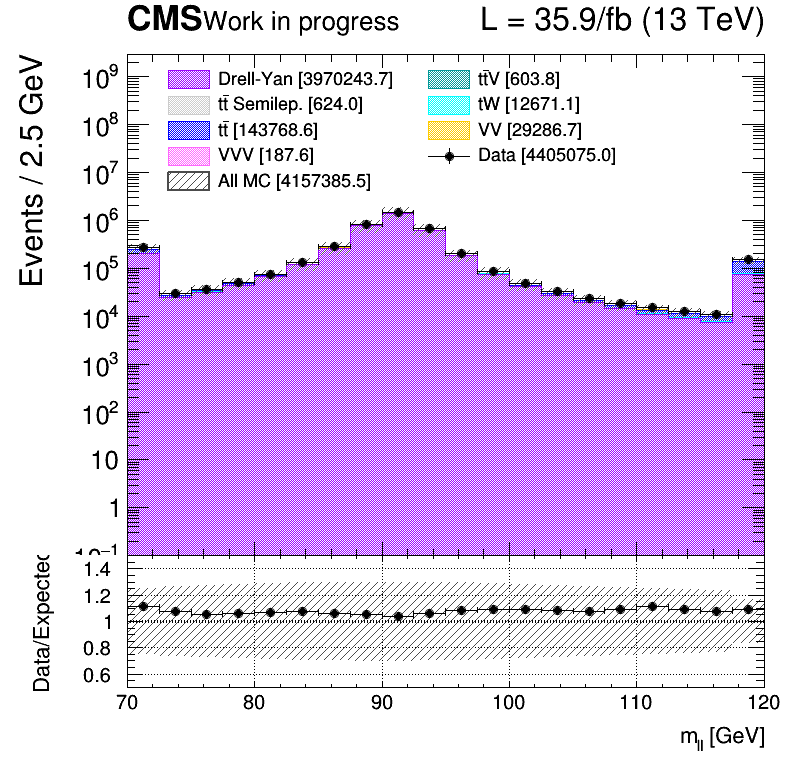 CMS Work in progress L = 35.9/fb (13 TeV)
Events / 2.5 GeV
Drell-Yan [3970243.7]
tt̄ Semilep. [624.0]
tt̄ [143768.6]
VVV [187.6]
All MC [4157385.5]
tt̄V [603.8]
tW [12671.1]
VV [29286.7]
Data [4405075.0]
10⁹
10⁸
10⁷
10⁶
10⁵
10⁴
10³
10²
10
1
10⁻¹
Data/Expected
1.4
1.2
1
0.8
0.6
70 80 90 100 110 120
m_ll [GeV]